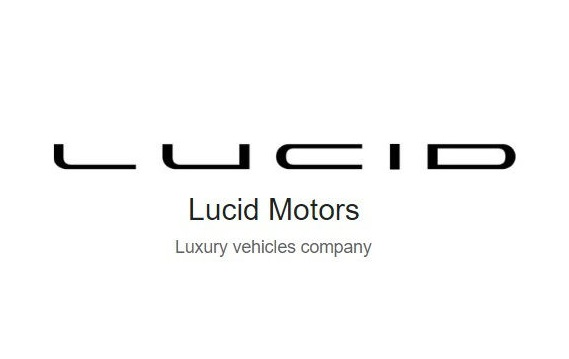 LUCID
Lucid Motors
Luxury vehicles company